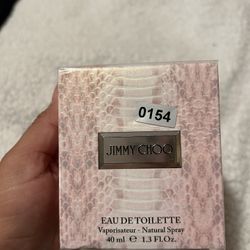 0154
JIMMY CHOO
EAU DE TOILETTE
Vaporisateur - Natural Spray
40 ml ℮ 1.3 Fl.Oz.